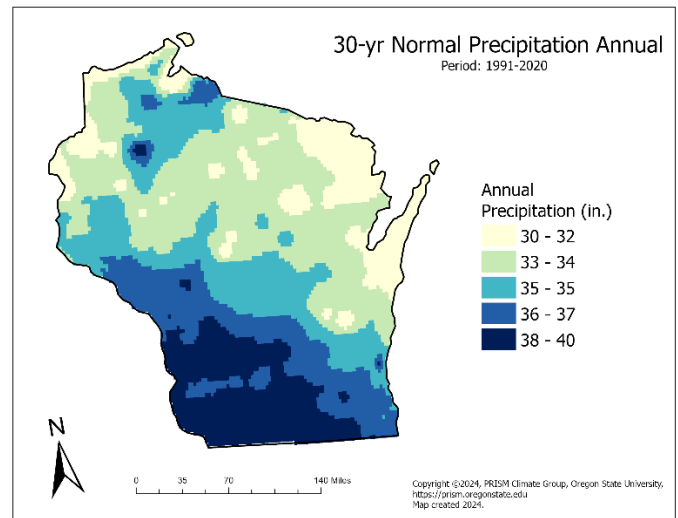 30-yr Normal Precipitation Annual
Period: 1991-2020
Annual
Precipitation (in.)
30 - 32
33 - 34
35 - 35
36 - 37
38 - 40
N
0 35 70 140 Miles
Copyright ©2024, PRISM Climate Group, Oregon State University,
https://prism.oregonstate.edu
Map created 2024.